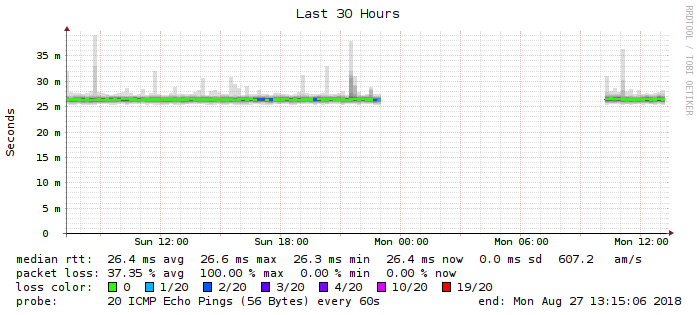 Last 30 Hours
RRDTOOL / TOBI OETIKER
Seconds
35 m
30 m
25 m
20 m
15 m
10 m
5 m
0
Sun 12:00 Sun 18:00 Mon 00:00 Mon 06:00 Mon 12:00
median rtt: 26.4 ms avg 26.6 ms max 26.3 ms min 26.4 ms now 0.0 ms sd 607.2 am/s
packet loss: 37.35 % avg 100.00 % max 0.00 % min 0.00 % now
loss color: 0 1/20 2/20 3/20 4/20 10/20 19/20
probe: 20 ICMP Echo Pings (56 Bytes) every 60s end: Mon Aug 27 13:15:06 2018